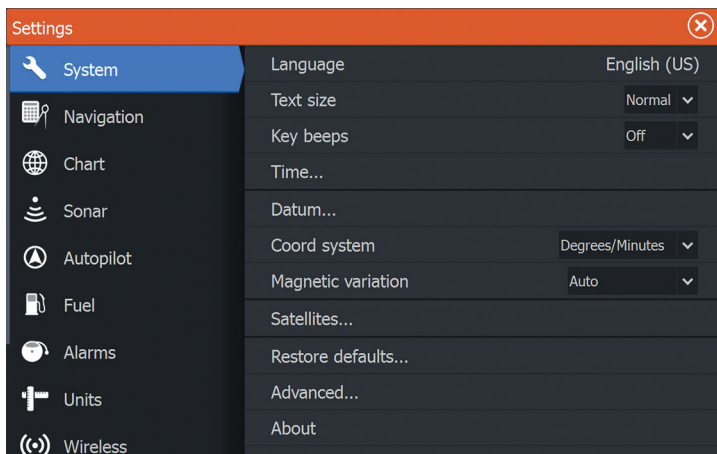 Settings
System
Navigation
Chart
Sonar
Autopilot
Fuel
Alarms
Units
Wireless
Language English (US)
Text size Normal
Key beeps Off
Time...
Datum...
Coord system Degrees/Minutes
Magnetic variation Auto
Satellites...
Restore defaults...
Advanced...
About